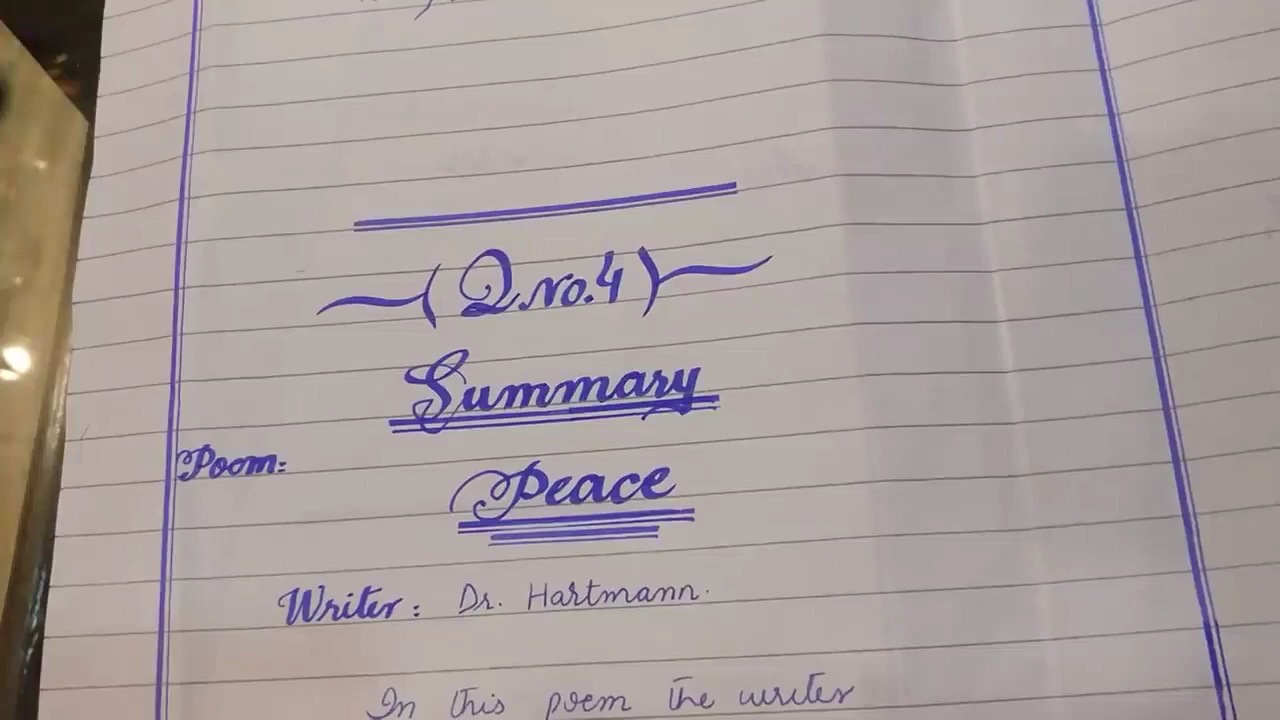 (Q.No.4)
Summary
Poem:
Peace
Writer: Dr. Hartmann.
In this poem the writer